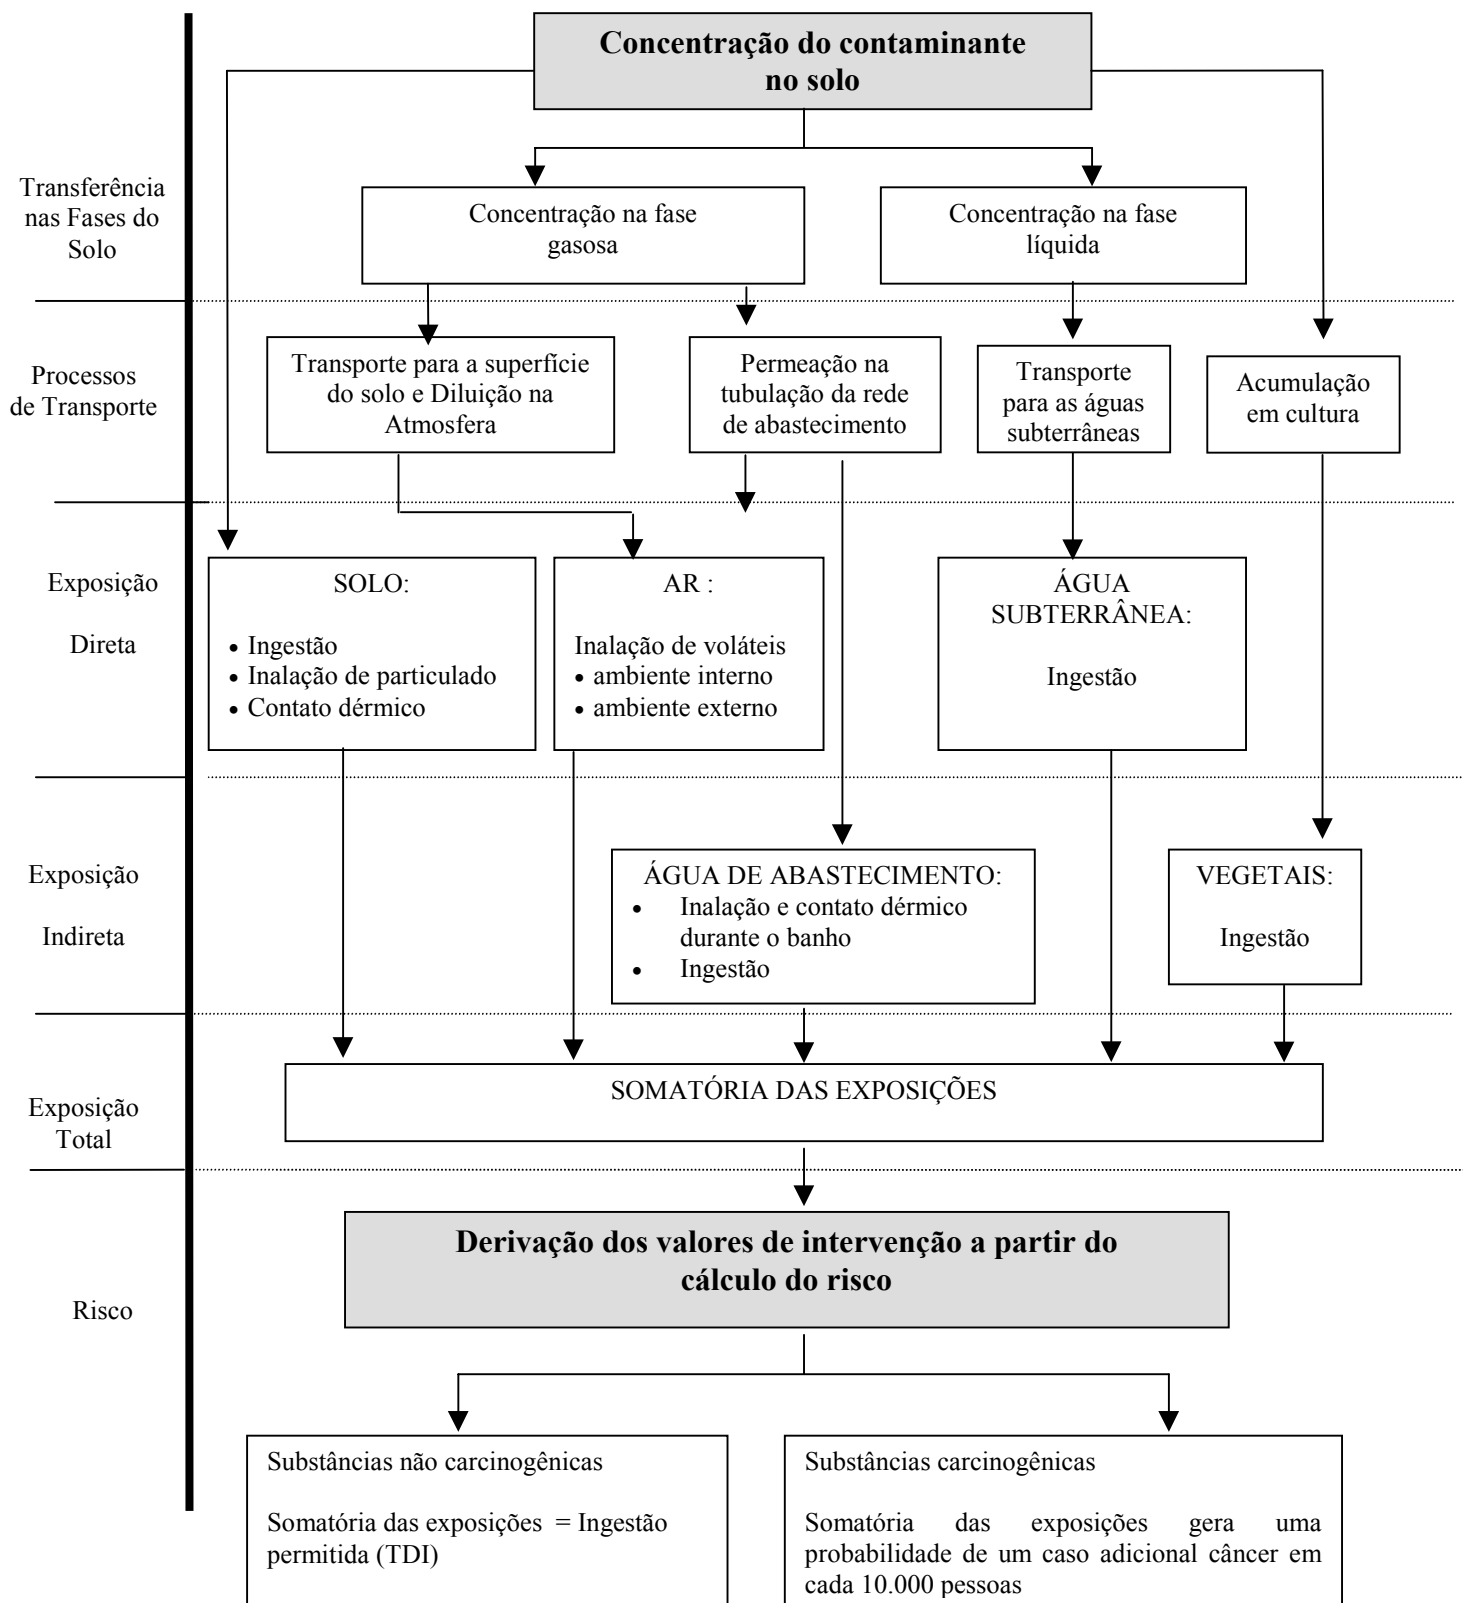 Concentração do contaminante
no solo
Transferência
nas Fases do
Solo
Concentração na fase
gasosa
Concentração na fase
líquida
Processos
de Transporte
Transporte para a superfície
do solo e Diluição na
Atmosfera
Permeação na
tubulação da rede
de abastecimento
Transporte
para as águas
subterrâneas
Acumulação
em cultura
Exposição
Direta
SOLO:
• Ingestão
• Inalação de particulado
• Contato dérmico
AR :
Inalação de voláteis
• ambiente interno
• ambiente externo
ÁGUA
SUBTERRÂNEA:
Ingestão
Exposição
Indireta
ÁGUA DE ABASTECIMENTO:
• Inalação e contato dérmico
durante o banho
• Ingestão
VEGETAIS:
Ingestão
Exposição
Total
SOMATÓRIA DAS EXPOSIÇÕES
Risco
Derivação dos valores de intervenção a partir do
cálculo do risco
Substâncias não carcinogênicas
Somatória das exposições = Ingestão
permitida (TDI)
Substâncias carcinogênicas
Somatória das exposições gera uma
probabilidade de um caso adicional câncer em
cada 10.000 pessoas